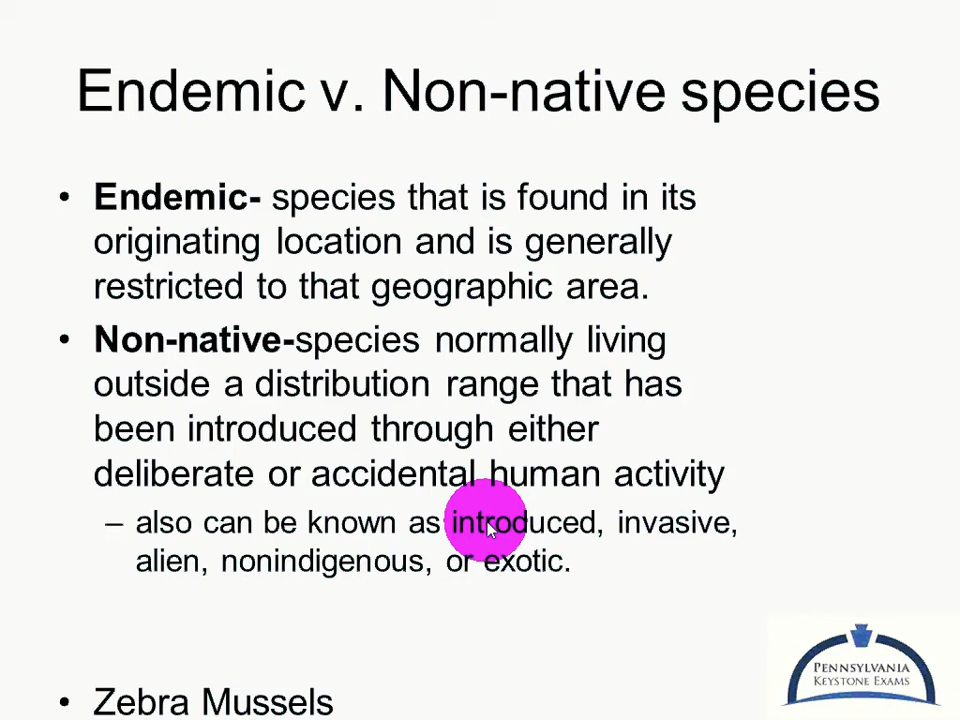 Endemic v. Non-native species
• Endemic- species that is found in its
originating location and is generally
restricted to that geographic area.
• Non-native-species normally living
outside a distribution range that has
been introduced through either
deliberate or accidental human activity
– also can be known as introduced, invasive,
alien, nonindigenous, or exotic.
• Zebra Mussels
PENNSYLVANIA
KEYSTONE EXAMS